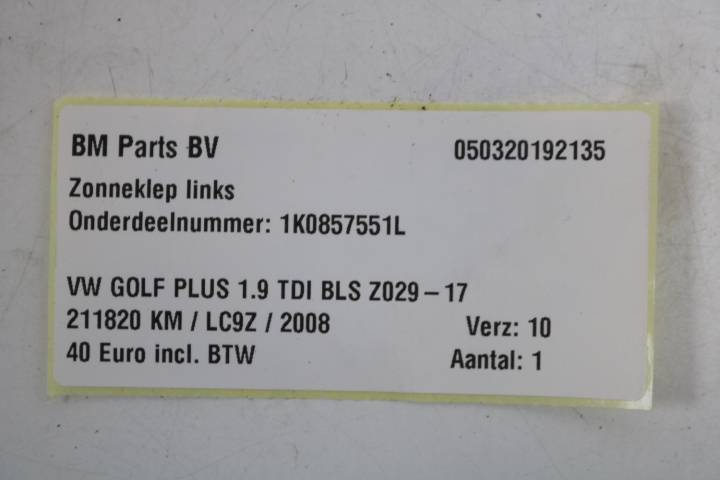 BM Parts BV 050320192135
Zonneklep links
Onderdeelnummer: 1K0857551L
VW GOLF PLUS 1.9 TDI BLS Z029-17
211820 KM / LC9Z / 2008 Verz: 10
40 Euro incl. BTW Aantal: 1